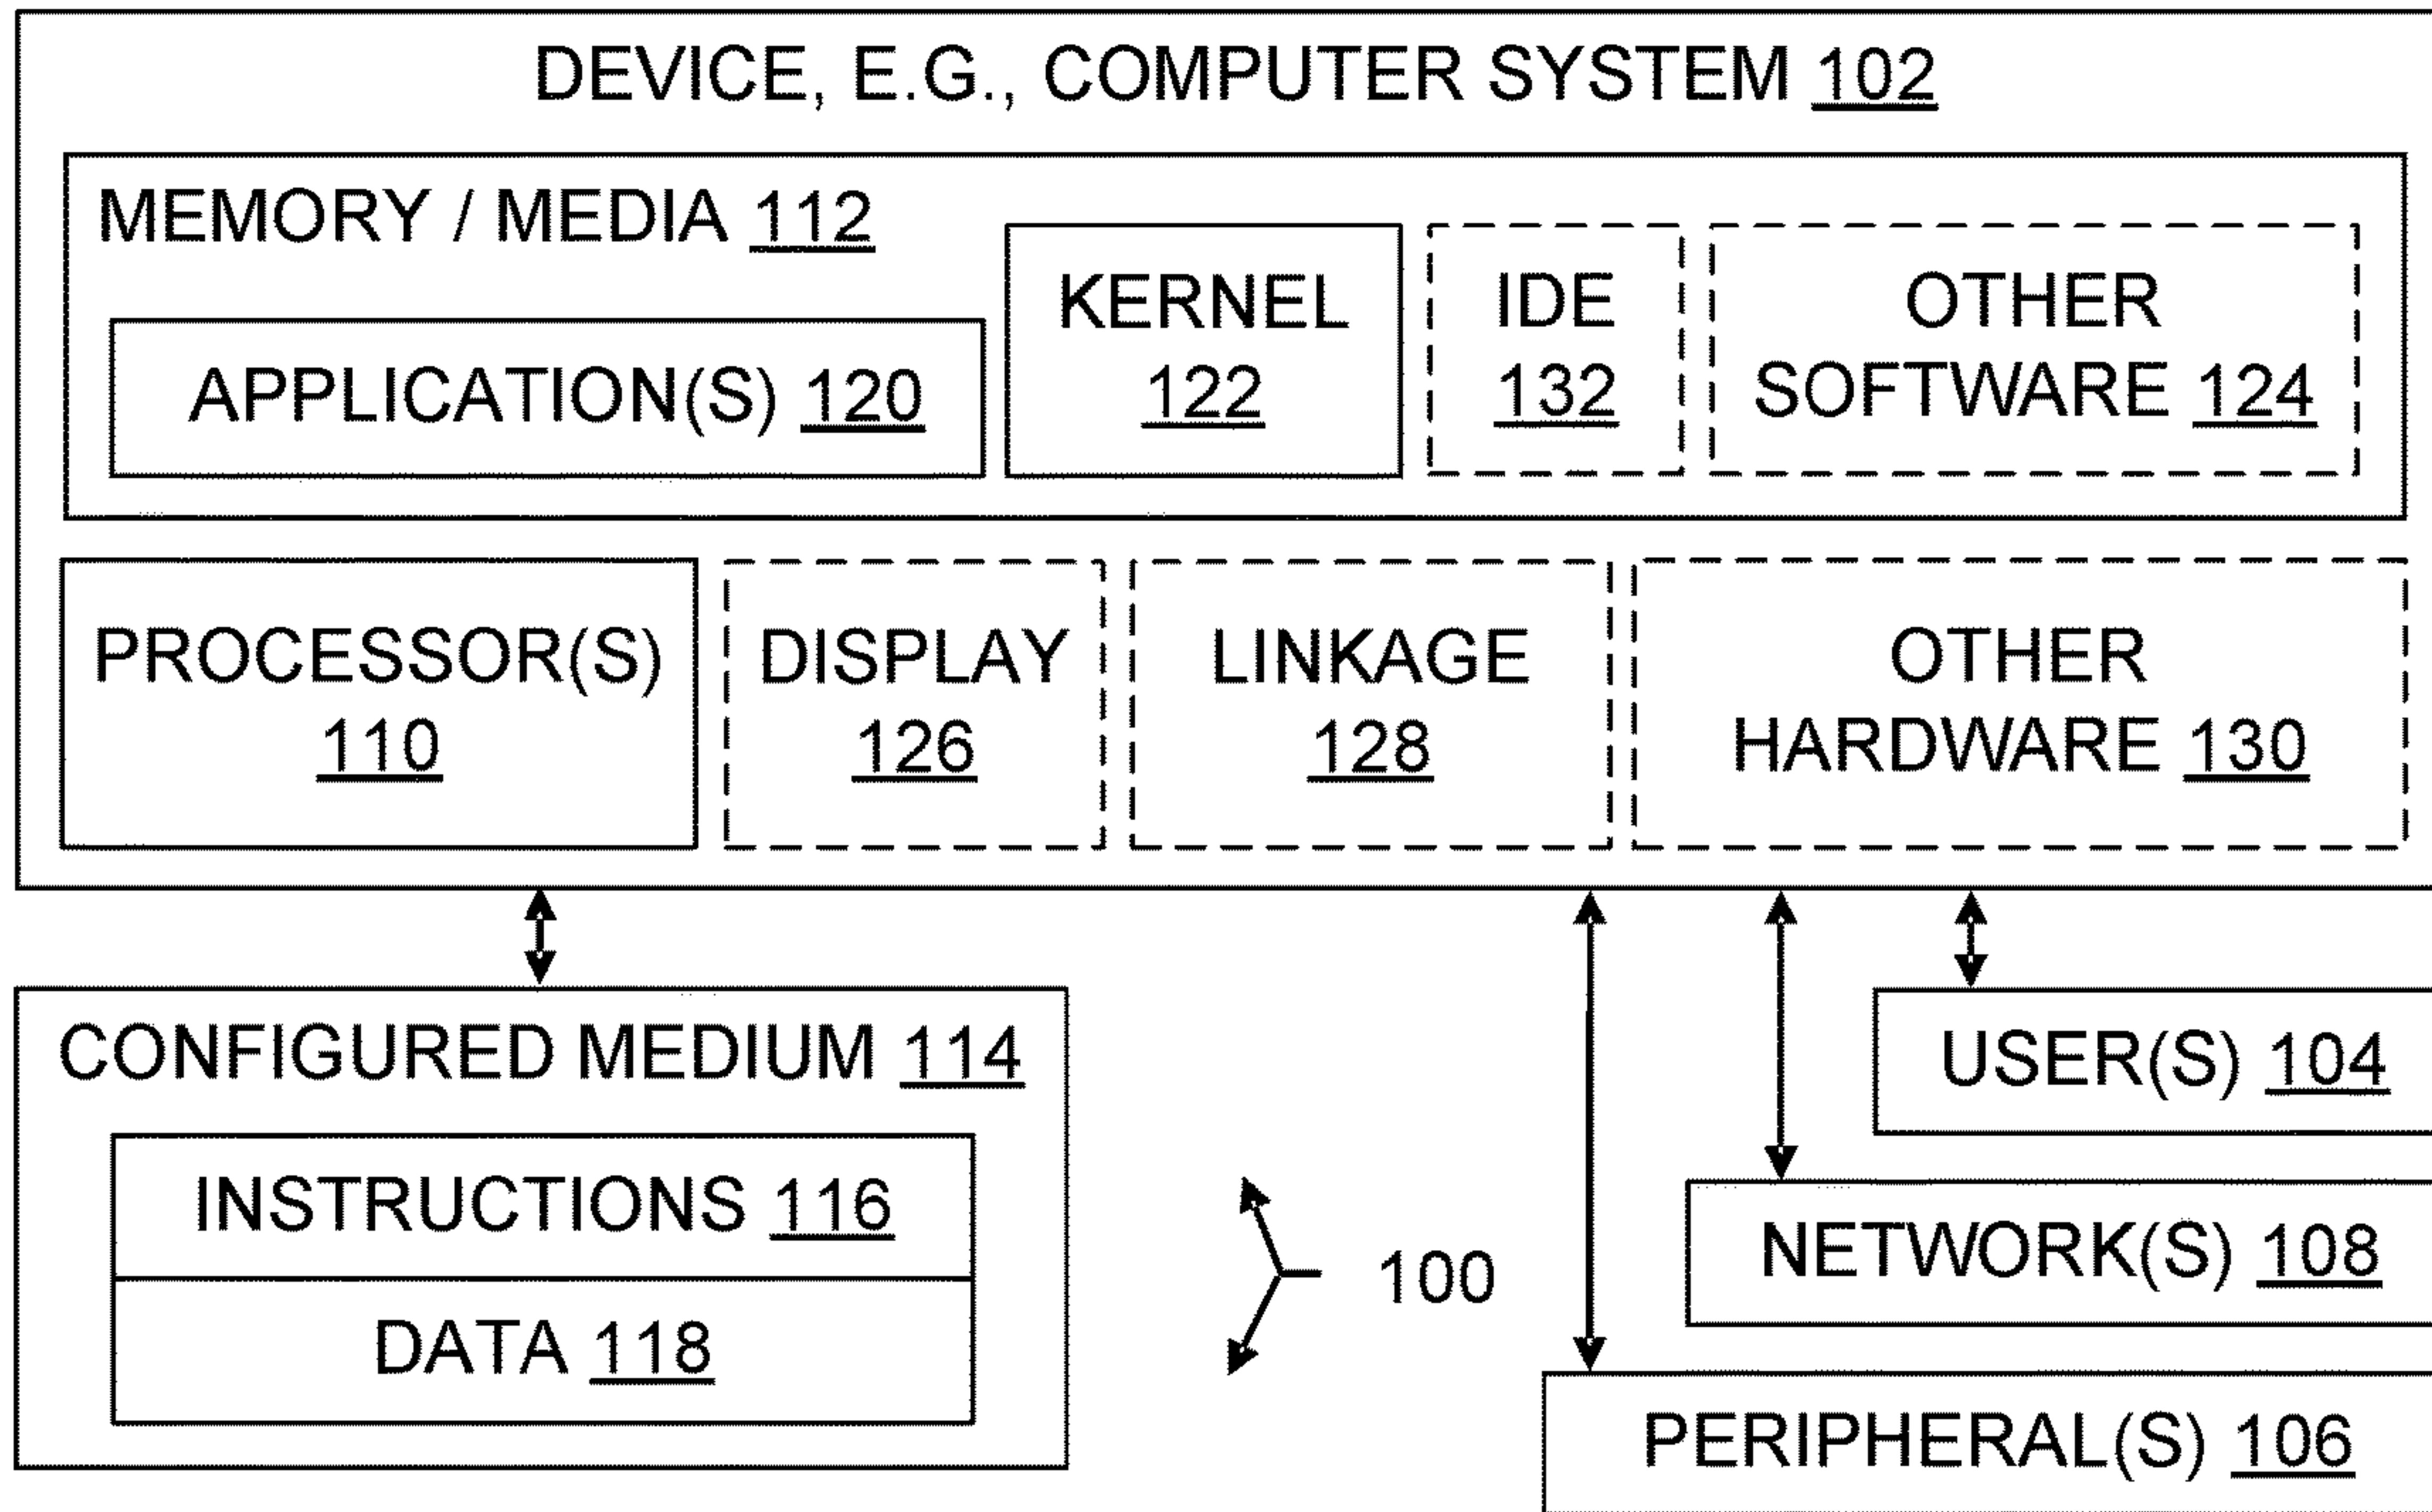 DEVICE, E.G., COMPUTER SYSTEM 102
MEMORY / MEDIA 112
APPLICATION(S) 120
KERNEL
122
IDE
132
OTHER
SOFTWARE 124
PROCESSOR(S)
110
DISPLAY
126
LINKAGE
128
OTHER
HARDWARE 130
CONFIGURED MEDIUM 114
INSTRUCTIONS 116
DATA 118
100
USER(S) 104
NETWORK(S) 108
PERIPHERAL(S) 106